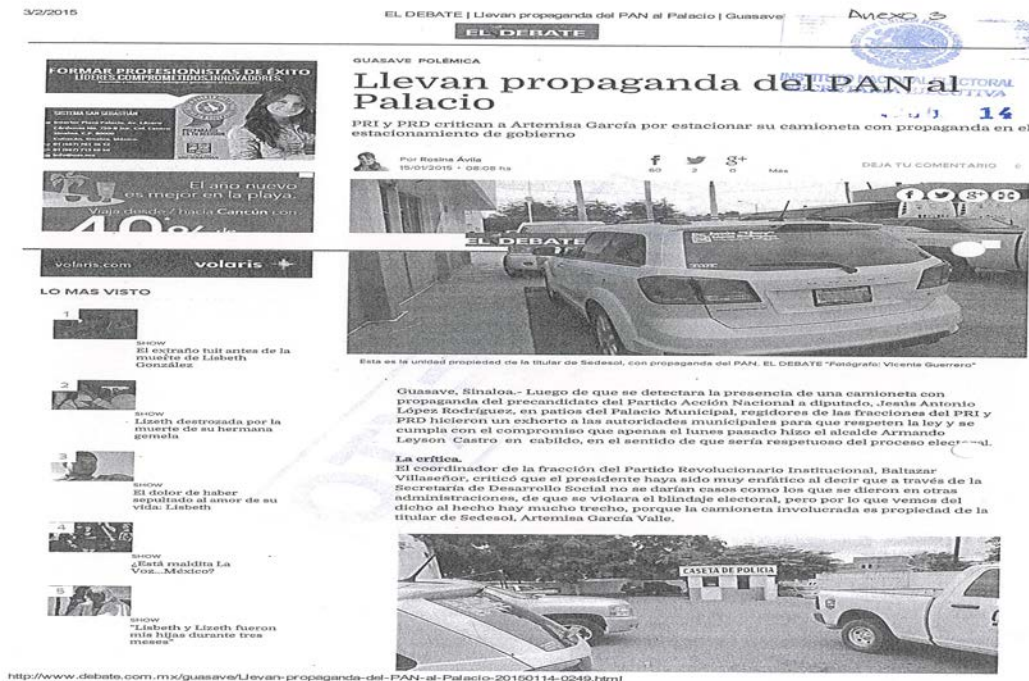 3/2/2015
EL DEBATE | Llevan propaganda del PAN al Palacio | Guasave
Anexo 3
EL DEBATE
FORMAR PROFESIONISTAS DE ÉXITO
LÍDERES, COMPROMETIDOS, INNOVADORES.
SISTEMA SAN SEBASTIAN
El año nuevo
es mejor en la playa.
Viaja desde / hacia Cancún con
40%
volaris.com
volaris
LO MAS VISTO
1
SHOW
El extraño tuit antes de la
muerte de Lisbeth
González
2
SHOW
Lizeth destrozada por la
muerte de su hermana
gemela
3
SHOW
El dolor de haber
sepultado al amor de su
vida: Lisbeth
4
SHOW
¿Está maldita La
Voz...México?
5
SHOW
"Lisbeth y Lizeth fueron
mis hijas durante tres
meses"
GUASAVE POLÉMICA
Llevan propaganda del PAN al
Palacio
INSTITUTO NACIONAL ELECTORAL
14
PRI y PRD critican a Artemisa García por estacionar su camioneta con propaganda en el
estacionamiento de gobierno
Por Rosina Ávila
15/01/2015 • 08:08 hs
60
2
0
Más
DEJA TU COMENTARIO
EL DEBATE
Esta es la unidad propiedad de la titular de Sedesol, con propaganda del PAN. EL DEBATE "Fotógrafo: Vicente Guerrero"
Guasave, Sinaloa.- Luego de que se detectara la presencia de una camioneta con
propaganda del precandidato del Partido Acción Nacional a diputado, Jesús Antonio
López Rodríguez, en patios del Palacio Municipal, regidores de las fracciones del PRI y
PRD hicieron un exhorto a las autoridades municipales para que respeten la ley y se
cumpla con el compromiso que apenas el lunes pasado hizo el alcalde Armando
Leyson Castro en cabildo, en el sentido de que sería respetuoso del proceso electoral.
La crítica.
El coordinador de la fracción del Partido Revolucionario Institucional, Baltazar
Villaseñor, criticó que el presidente haya sido muy enfático al decir que a través de la
Secretaría de Desarrollo Social no se darían casos como los que se dieron en otras
administraciones, de que se violara el blindaje electoral, pero por lo que vemos del
dicho al hecho hay mucho trecho, porque la camioneta involucrada es propiedad de la
titular de Sedesol, Artemisa García Valle.
CASETA DE POLICIA
http://www.debate.com.mx/guasave/Llevan-propaganda-del-PAN-al-Palacio-20150114-0249.html